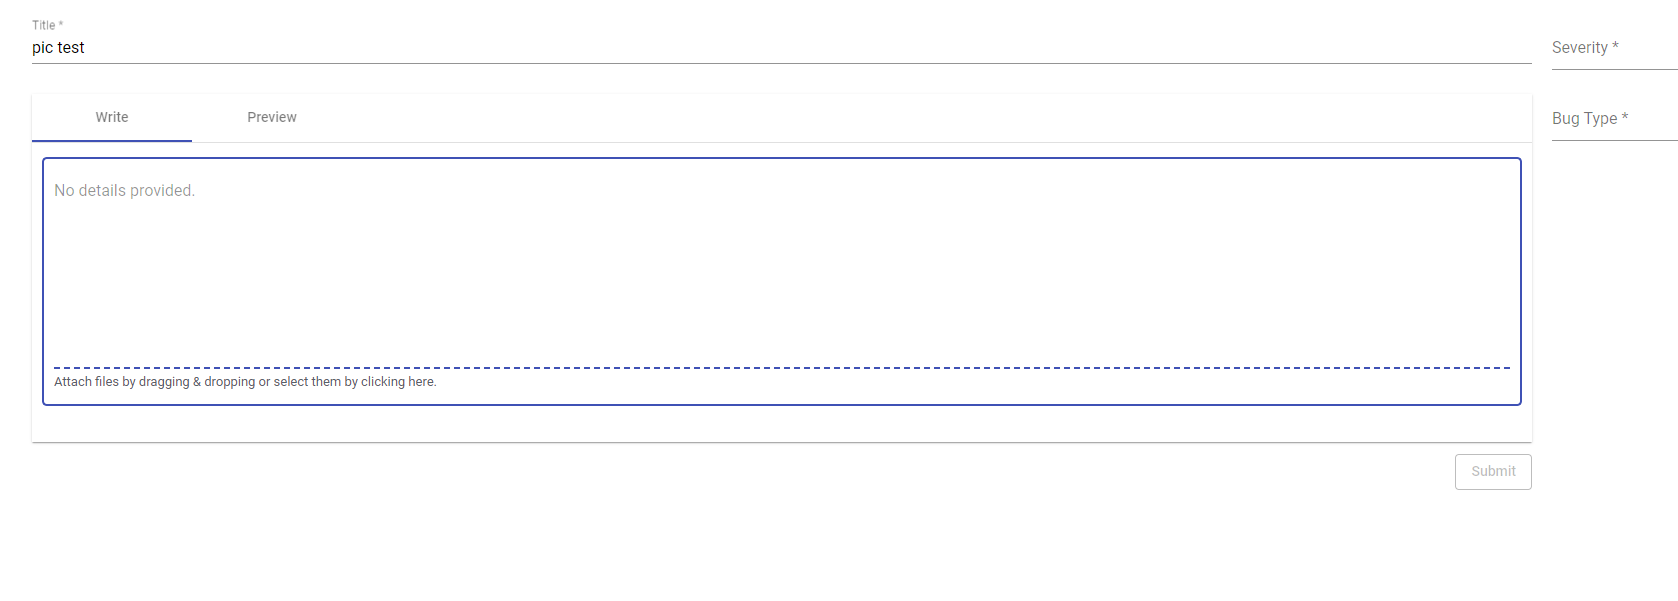 Title *
pic test
Severity *
Write
Preview
Bug Type *
No details provided.
Attach files by dragging & dropping or select them by clicking here.
Submit